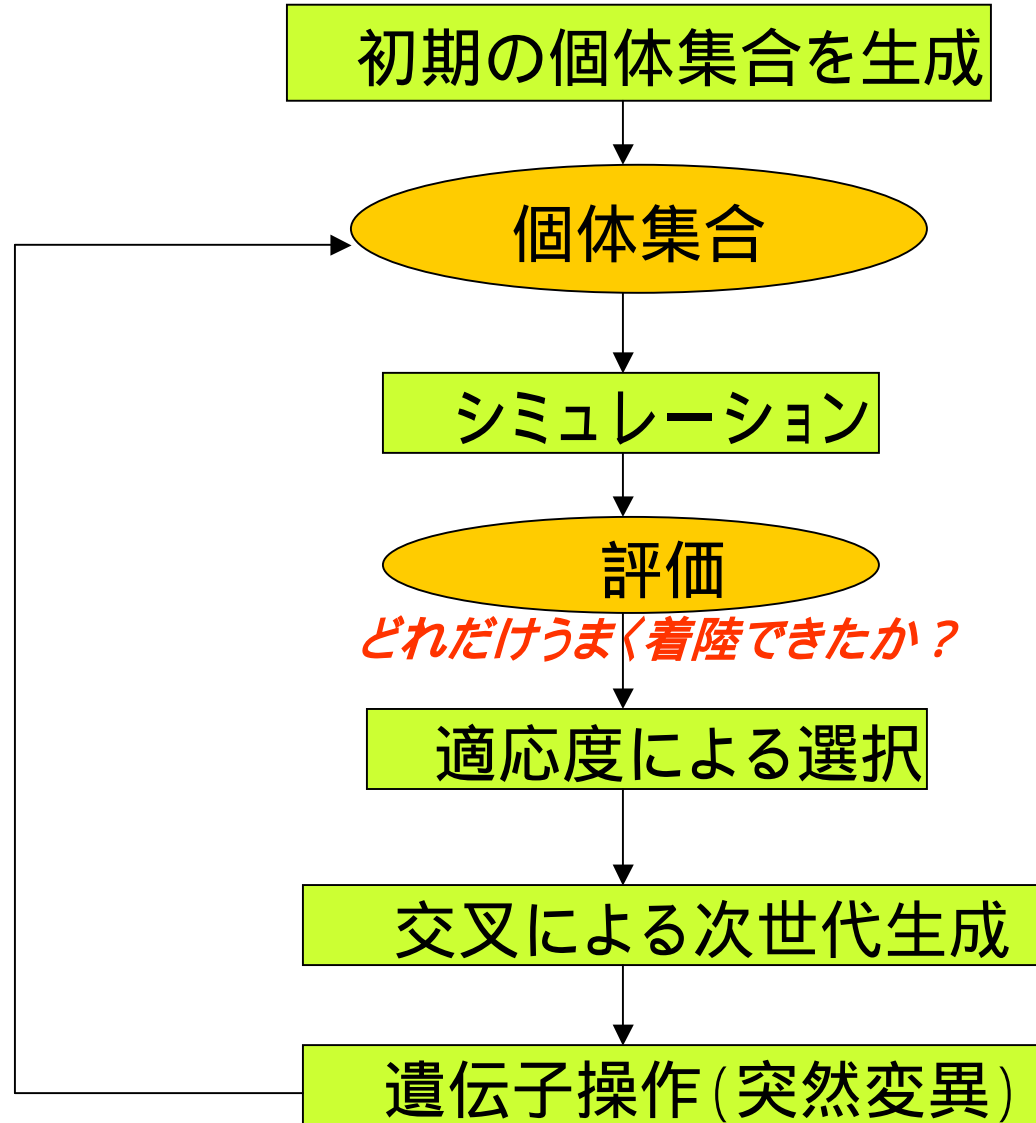 初期の個体集合を生成
個体集合
シミュレーション
評価
どれだけうまく着陸できたか？
適応度による選択
交叉による次世代生成
遺伝子操作(突然変異)